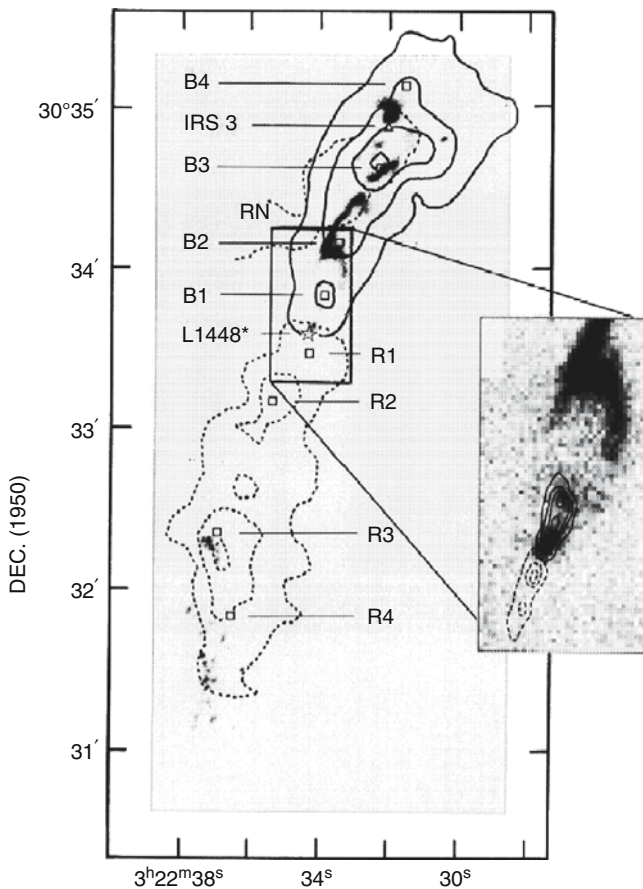 B4
30°35′
IRS 3
B3
RN
B2
34′
B1
L1448*
R1
R2
33′
R3
32′
R4
31′
DEC. (1950)
3ʰ22ᵐ38ˢ
34ˢ
30ˢ